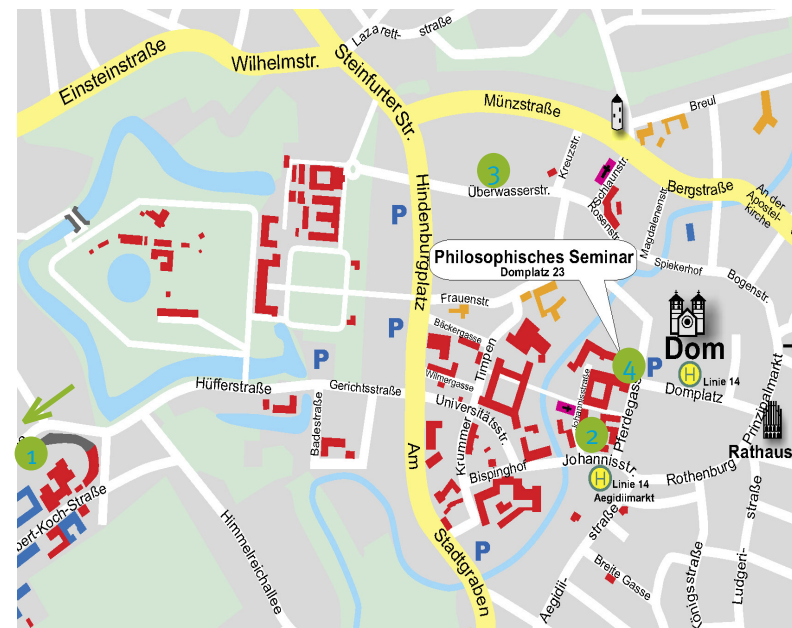 Lazarett-
straße
Einsteinstraße
Wilhelmstr.
Steinfurter Str.
Münzstraße
Breul
Kreuzstr.
Schlaunstr.
3
Überwasserstr.
Bergstraße
An der
Apostel-
kirche
Rosenstr.
Magdalenenstr.
P
Hindenburgplatz
Philosophisches Seminar
Domplatz 23
Spiekerhof
Bogenstr.
Frauenstr.
P
Bäckergasse
Timpen
Dom
P
4
P
H
Linie 14
Domplatz
Prinzipalmarkt
Hüfferstraße
Gerichtsstraße
Wilmergasse
Johannisstraße
Pferdegasse
Universitätsstr.
Badestraße
Am
Krummer
2
1
Bispinghof
Johannisstr.
Rothenburg
Rathaus
H
Linie 14
Aegidiimarkt
bert-Koch-Straße
Himmelreichallee
Stadtgraben
P
Aegidii-
straße
Breite Gasse
Königsstraße
Ludgeri-
straße